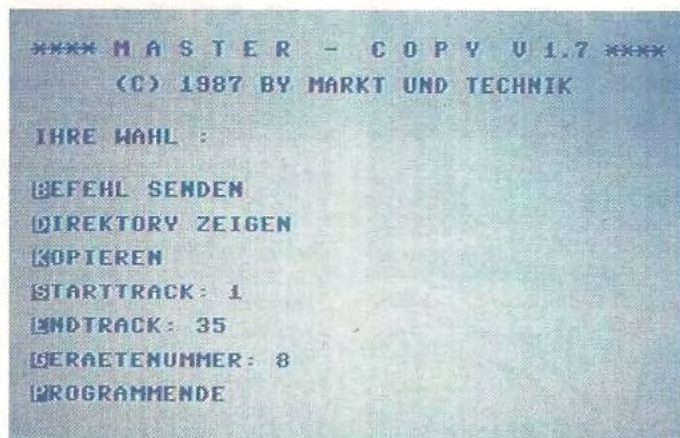 **** M A S T E R - C O P Y V 1.7 ****
(C) 1987 BY MARKT UND TECHNIK
IHRE WAHL :
BEFEHL SENDEN
DIREKTORY ZEIGEN
KOPIEREN
STARTTRACK: 1
ENDTRACK: 35
GERAETENUMMER: 8
PROGRAMMENDE